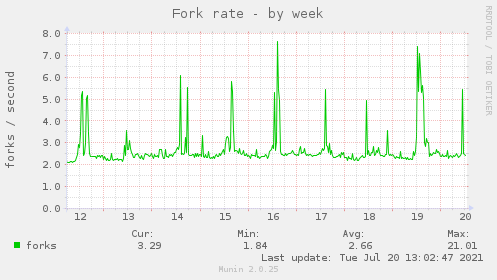 Fork rate - by week
RRDTOOL / TOBI OETIKER
forks / second
8.0
7.0
6.0
5.0
4.0
3.0
2.0
1.0
0.0
12 13 14 15 16 17 18 19 20
Cur: Min: Avg: Max:
forks 3.29 1.84 2.66 21.01
Last update: Tue Jul 20 13:02:47 2021
Munin 2.0.25